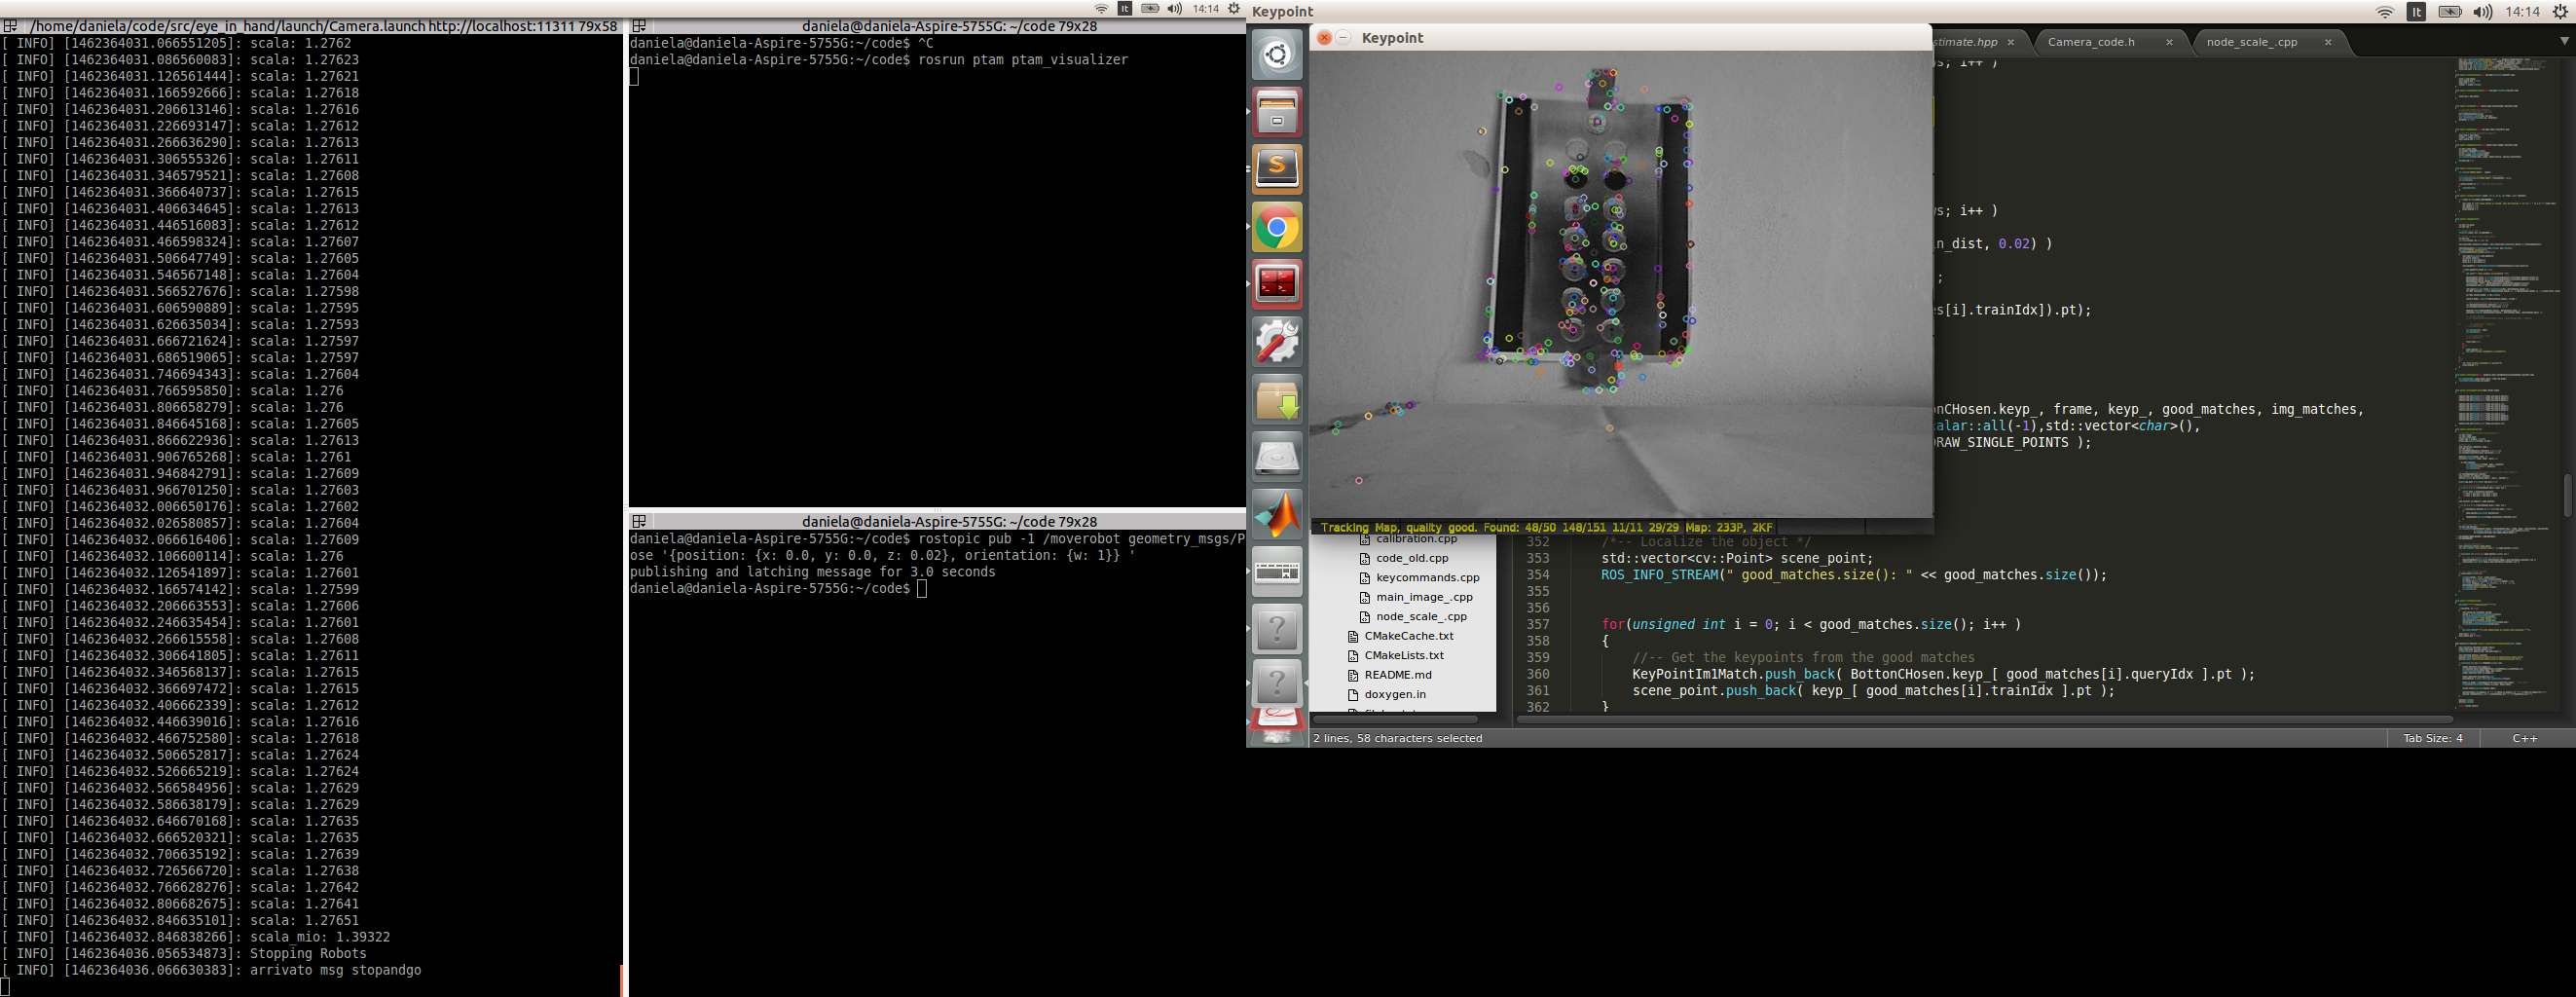 /home/daniela/code/src/eye_in_hand/launch/Camera.launch http://localhost:11311 79x58
[ INFO] [1462364031.066551205]: scala: 1.2762
[ INFO] [1462364031.086560083]: scala: 1.27623
[ INFO] [1462364031.126561444]: scala: 1.27621
[ INFO] [1462364031.166592666]: scala: 1.27618
[ INFO] [1462364031.206613146]: scala: 1.27616
[ INFO] [1462364031.226693147]: scala: 1.27612
[ INFO] [1462364031.266636290]: scala: 1.27613
[ INFO] [1462364031.306555326]: scala: 1.27611
[ INFO] [1462364031.346579521]: scala: 1.27608
[ INFO] [1462364031.366640737]: scala: 1.27615
[ INFO] [1462364031.406634645]: scala: 1.27613
[ INFO] [1462364031.446516083]: scala: 1.27612
[ INFO] [1462364031.466598324]: scala: 1.27607
[ INFO] [1462364031.506647749]: scala: 1.27605
[ INFO] [1462364031.546567148]: scala: 1.27604
[ INFO] [1462364031.566527676]: scala: 1.27598
[ INFO] [1462364031.606590889]: scala: 1.27595
[ INFO] [1462364031.626635034]: scala: 1.27593
[ INFO] [1462364031.666721624]: scala: 1.27597
[ INFO] [1462364031.686519065]: scala: 1.27597
[ INFO] [1462364031.746694343]: scala: 1.27604
[ INFO] [1462364031.766595850]: scala: 1.276
[ INFO] [1462364031.806658279]: scala: 1.276
[ INFO] [1462364031.846645168]: scala: 1.27605
[ INFO] [1462364031.866622936]: scala: 1.27613
[ INFO] [1462364031.906765268]: scala: 1.2761
[ INFO] [1462364031.946842791]: scala: 1.27609
[ INFO] [1462364031.966701250]: scala: 1.27603
[ INFO] [1462364032.006650176]: scala: 1.27602
[ INFO] [1462364032.026580857]: scala: 1.27604
[ INFO] [1462364032.066616406]: scala: 1.27609
[ INFO] [1462364032.106600114]: scala: 1.276
[ INFO] [1462364032.126541897]: scala: 1.27601
[ INFO] [1462364032.166574142]: scala: 1.27599
[ INFO] [1462364032.206663553]: scala: 1.27606
[ INFO] [1462364032.246635454]: scala: 1.27601
[ INFO] [1462364032.266615558]: scala: 1.27608
[ INFO] [1462364032.306641805]: scala: 1.27611
[ INFO] [1462364032.346568137]: scala: 1.27615
[ INFO] [1462364032.366697472]: scala: 1.27615
[ INFO] [1462364032.406662339]: scala: 1.27612
[ INFO] [1462364032.446639016]: scala: 1.27616
[ INFO] [1462364032.466752580]: scala: 1.27618
[ INFO] [1462364032.506652817]: scala: 1.27624
[ INFO] [1462364032.526665219]: scala: 1.27624
[ INFO] [1462364032.566584956]: scala: 1.27629
[ INFO] [1462364032.586638179]: scala: 1.27629
[ INFO] [1462364032.646670168]: scala: 1.27635
[ INFO] [1462364032.666520321]: scala: 1.27635
[ INFO] [1462364032.706635192]: scala: 1.27639
[ INFO] [1462364032.726566720]: scala: 1.27638
[ INFO] [1462364032.766628276]: scala: 1.27642
[ INFO] [1462364032.806682675]: scala: 1.27641
[ INFO] [1462364032.846635101]: scala: 1.27651
[ INFO] [1462364032.846838266]: scala_mio: 1.39322
[ INFO] [1462364036.056534873]: Stopping Robots
[ INFO] [1462364036.066630383]: arrivato msg stopandgo
It 14:14
daniela@daniela-Aspire-5755G: ~/code 79x28
daniela@daniela-Aspire-5755G:~/code$ ^C
daniela@daniela-Aspire-5755G:~/code$ rosrun ptam ptam_visualizer
daniela@daniela-Aspire-5755G: ~/code 79x28
daniela@daniela-Aspire-5755G:~/code$ rostopic pub -1 /moverobot geometry_msgs/P
ose '{position: {x: 0.0, y: 0.0, z: 0.02}, orientation: {w: 1}} '
publishing and latching message for 3.0 seconds
daniela@daniela-Aspire-5755G:~/code$
Keypoint
It 14:14
Keypoint
stimate.hpp
Camera_code.h
node_scale_.cpp
s; i++ )
s; i++ )
n_dist, 0.02) )
;
s[i].trainIdx]).pt);
onCHosen.keyp_, frame, keyp_, good_matches, img_matches,
alar::all(-1),std::vector<char>(),
RAW_SINGLE_POINTS );
Tracking Map, quality good. Found: 48/50 148/151 11/11 29/29 Map: 233P, 2KF
calibration.cpp
code_old.cpp
keycommands.cpp
main_image_.cpp
node_scale_.cpp
CMakeCache.txt
CMakeLists.txt
README.md
doxygen.in
352 /*-- Localize the object */
353 std::vector<cv::Point> scene_point;
354 ROS_INFO_STREAM(" good_matches.size(): " << good_matches.size());
355
356
357 for(unsigned int i = 0; i < good_matches.size(); i++ )
358 {
359 //-- Get the keypoints from the good matches
360 KeyPointIm1Match.push_back( BottonCHosen.keyp_[ good_matches[i].queryIdx ].pt );
361 scene_point.push_back( keyp_[ good_matches[i].trainIdx ].pt );
362 }
2 lines, 58 characters selected
Tab Size: 4
C++